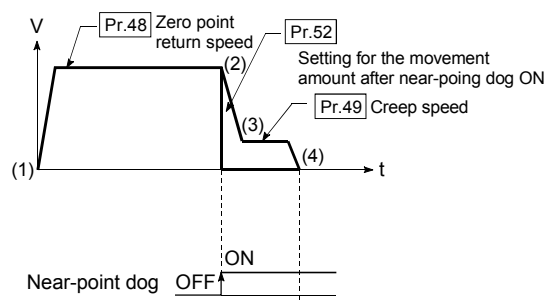 V
Pr.48 Zero point
return speed
Pr.52
Setting for the movement
amount after near-poing dog ON
Pr.49 Creep speed
(1)
(2)
(3)
(4)
t
ON
Near-point dog OFF